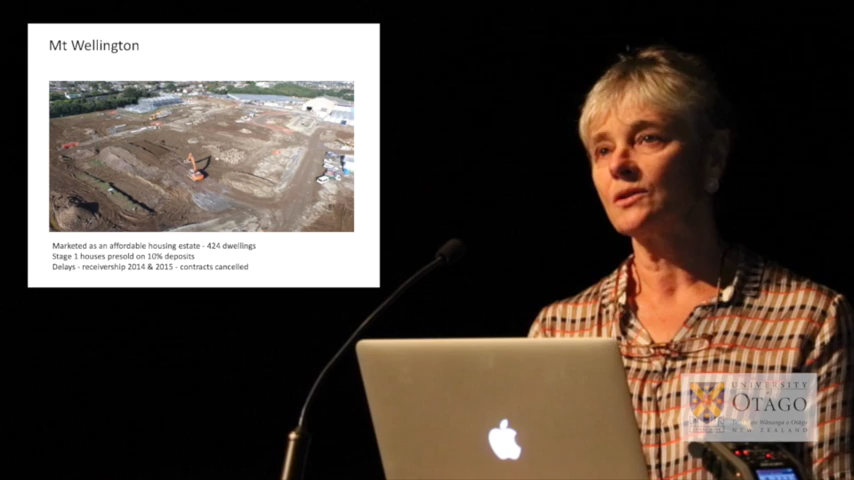 Mt Wellington
Marketed as an affordable housing estate - 424 dwellings
Stage 1 houses presold on 10% deposits
Delays - receivership 2014 & 2015 - contracts cancelled
UNIVERSITY
OTAGO
NEW ZEALAND